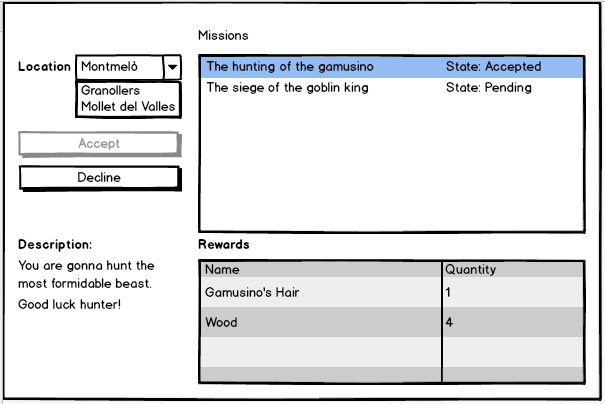 Missions
Location Montmelò
Granollers
Mollet del Valles
Accept
Decline
The hunting of the gamusino State: Accepted
The siege of the goblin king State: Pending
Description:
You are gonna hunt the
most formidable beast.
Good luck hunter!
Rewards
Name Quantity
Gamusino's Hair 1
Wood 4